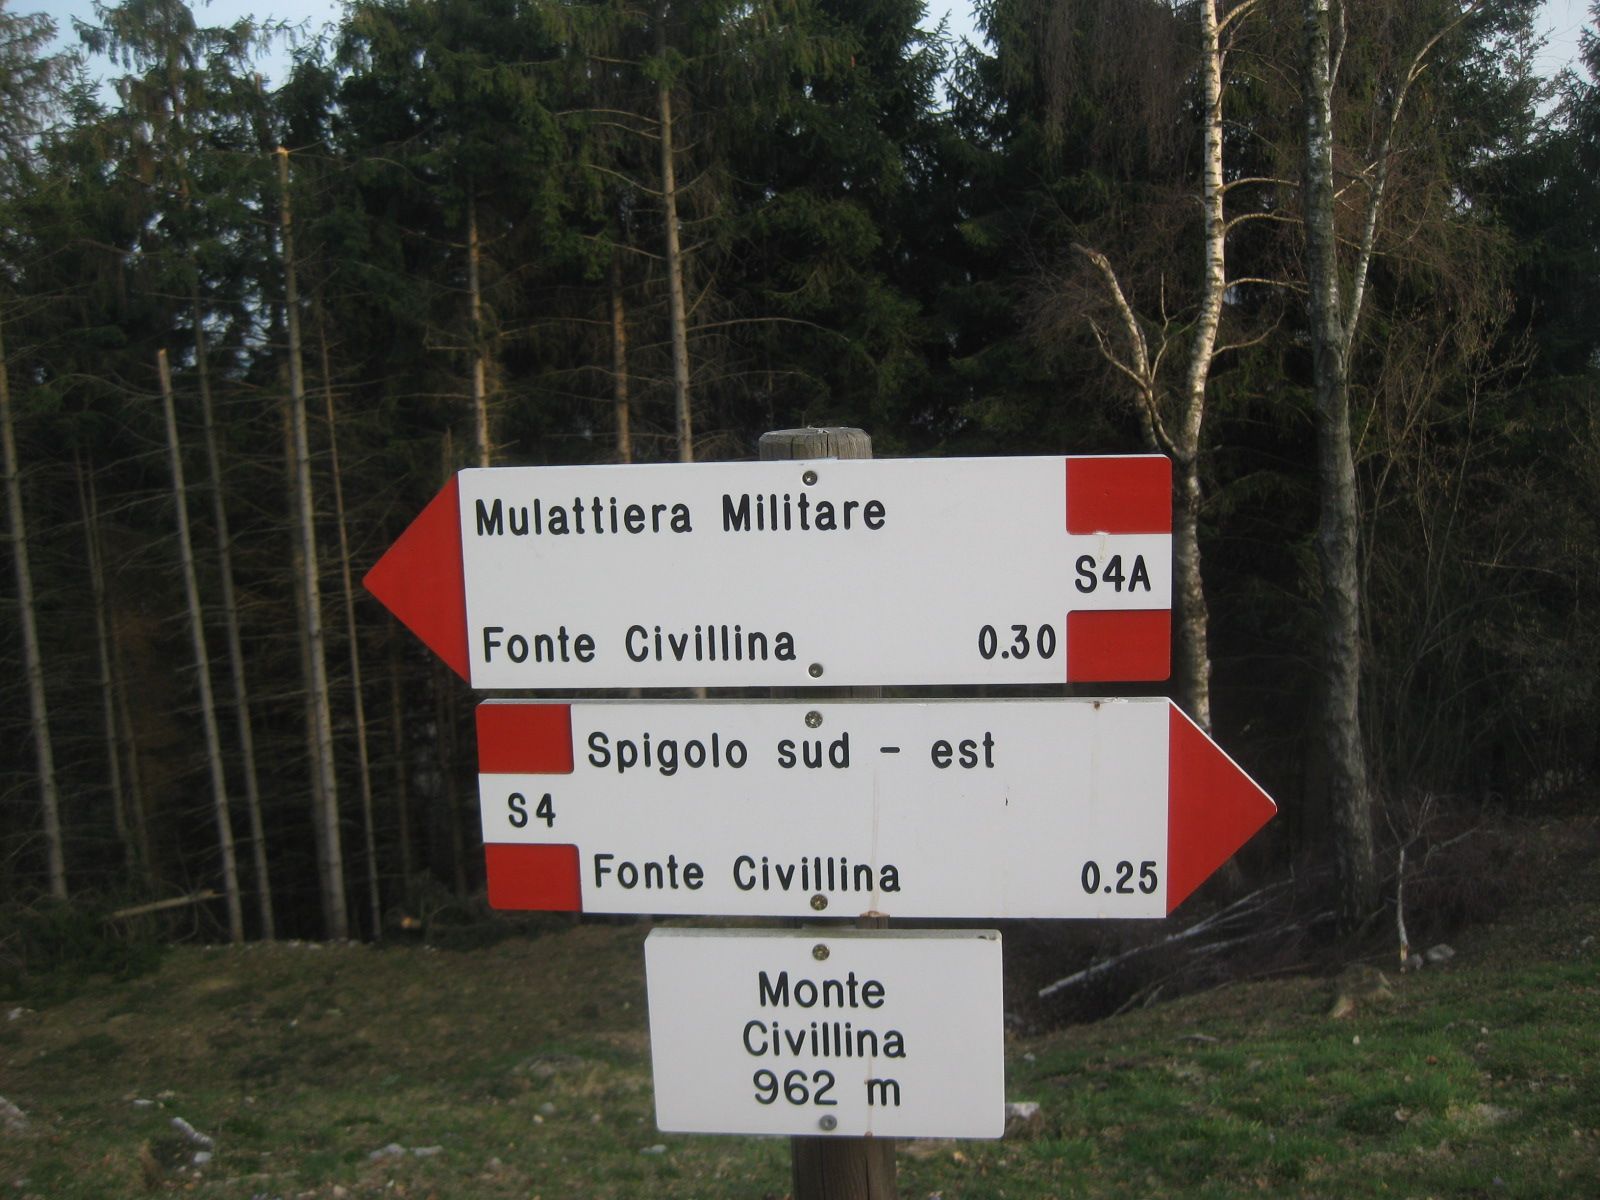 Mulattiera Militare
S4A
Fonte Civillina 0.30
Spigolo sud - est
S4
Fonte Civillina 0.25
Monte
Civillina
962 m